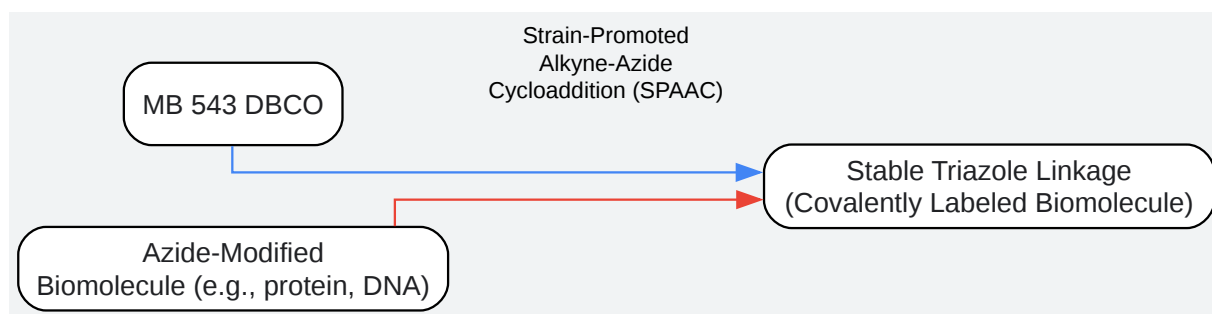 Strain-Promoted
Alkyne-Azide
Cycloaddition (SPAAC)
MB 543 DBCO
Stable Triazole Linkage
(Covalently Labeled Biomolecule)
Azide-Modified
Biomolecule (e.g., protein, DNA)